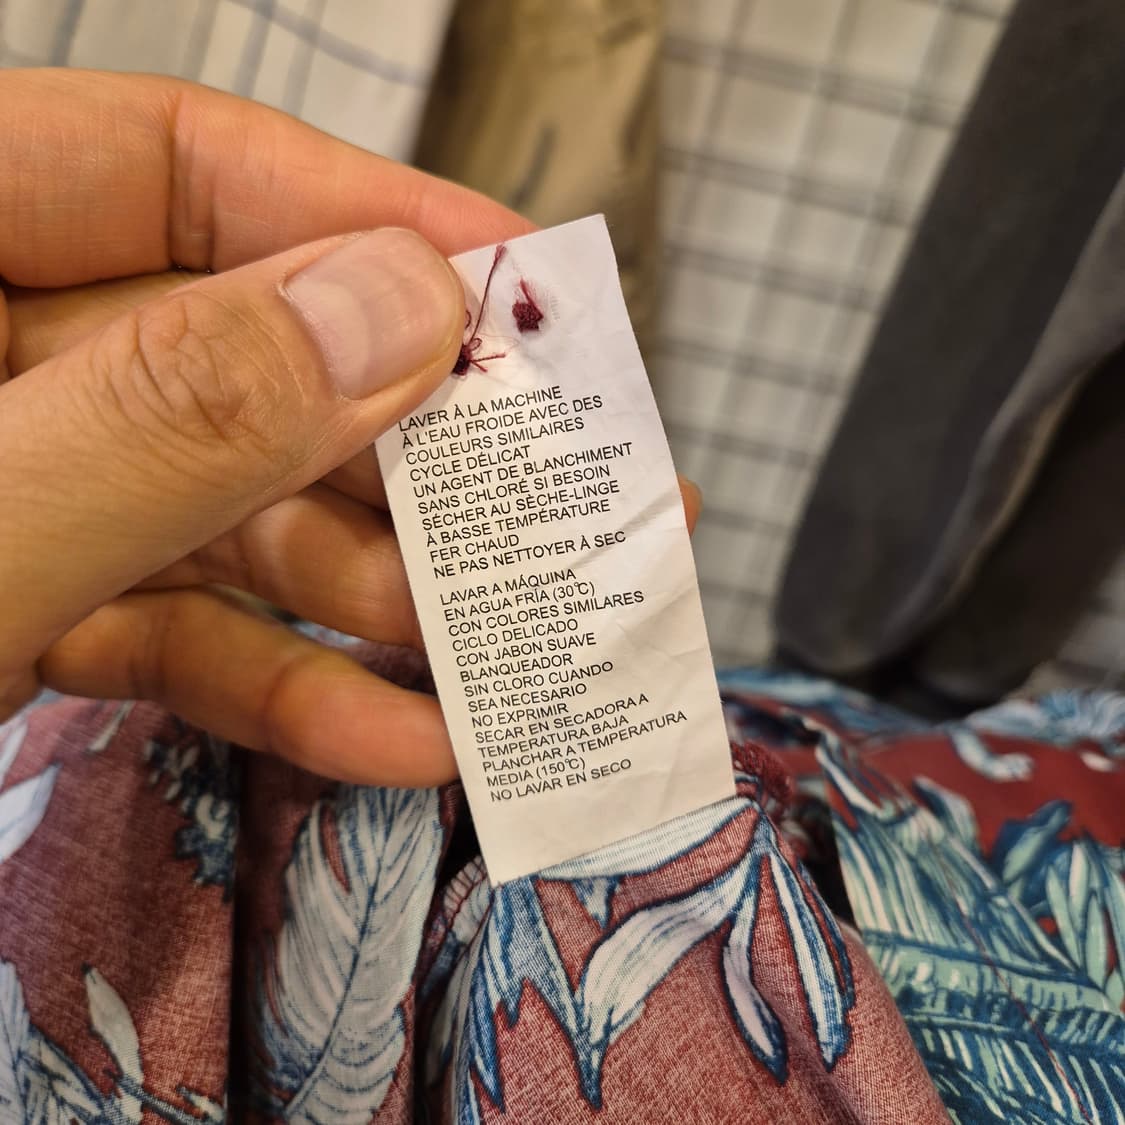 LAVER À LA MACHINE
À L'EAU FROIDE AVEC DES
COULEURS SIMILAIRES
CYCLE DÉLICAT
UN AGENT DE BLANCHIMENT
SANS CHLORÉ SI BESOIN
SÉCHER AU SÈCHE-LINGE
À BASSE TEMPÉRATURE
FER CHAUD
NE PAS NETTOYER À SEC
LAVAR A MÁQUINA
EN AGUA FRÍA (30℃)
CON COLORES SIMILARES
CICLO DELICADO
CON JABON SUAVE
BLANQUEADOR
SIN CLORO CUANDO
SEA NECESARIO
NO EXPRIMIR
SECAR EN SECADORA A
TEMPERATURA BAJA
PLANCHAR A TEMPERATURA
MEDIA (150℃)
NO LAVAR EN SECO